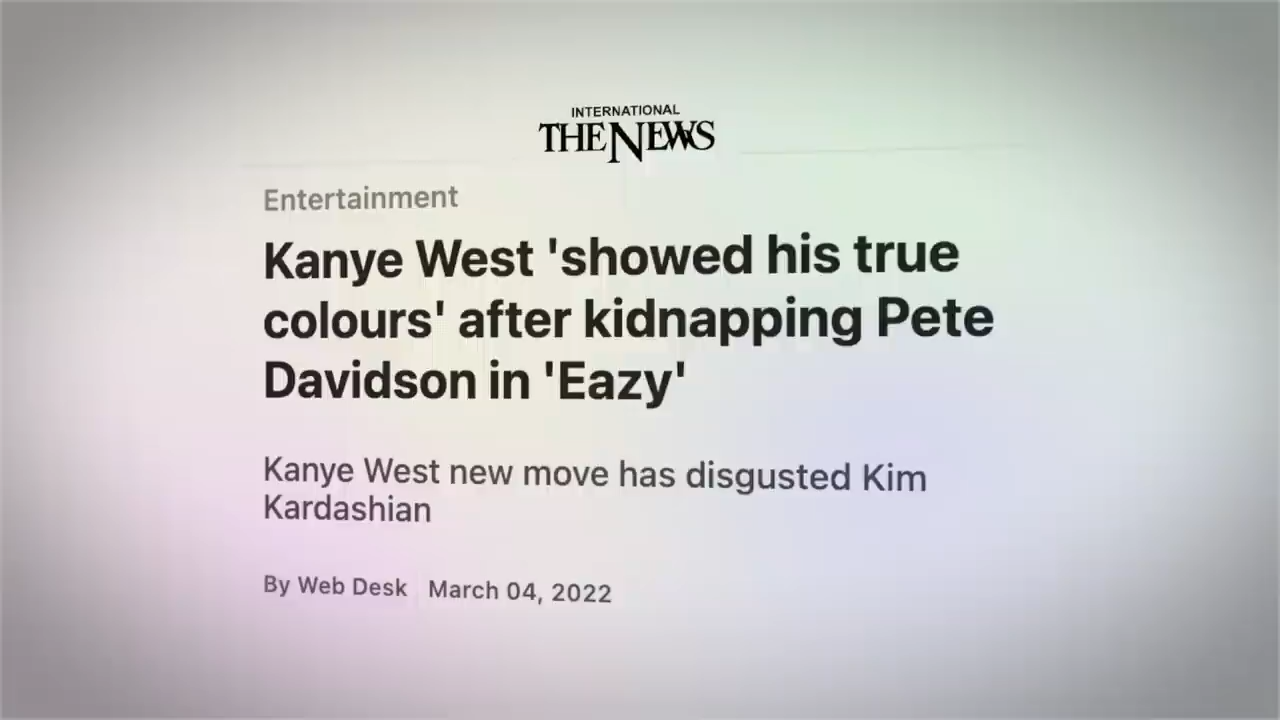 INTERNATIONAL
THE NEWS
Entertainment
Kanye West 'showed his true
colours' after kidnapping Pete
Davidson in 'Eazy'
Kanye West new move has disgusted Kim
Kardashian
By Web Desk March 04, 2022